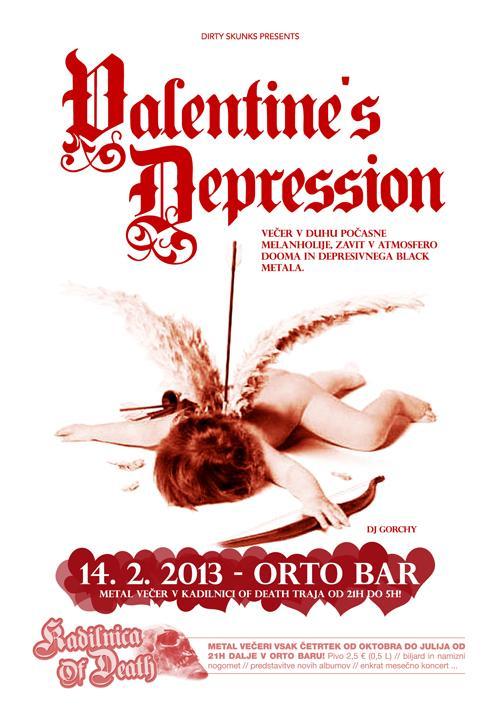 DIRTY SKUNKS PRESENTS
Valentine's
Depression
VEČER V DUHU POČASNE
MELANHOLIJE, ZAVIT V ATMOSFERO
DOOMA IN DEPRESIVNEGA BLACK
METALA.
DJ GORCHY
14. 2. 2013 - ORTO BAR
METAL VEČER V KADILNICI OF DEATH TRAJA OD 21H DO 5H!
Kadilnica
Of Death
METAL VEČERI VSAK ČETRTEK OD OKTOBRA DO JULIJA OD
21H DALJE V ORTO BARU! Pivo 2,5 € (0,5 L) // biljard in namizni
nogomet // predstavitve novih albumov // enkrat mesečno koncert ...